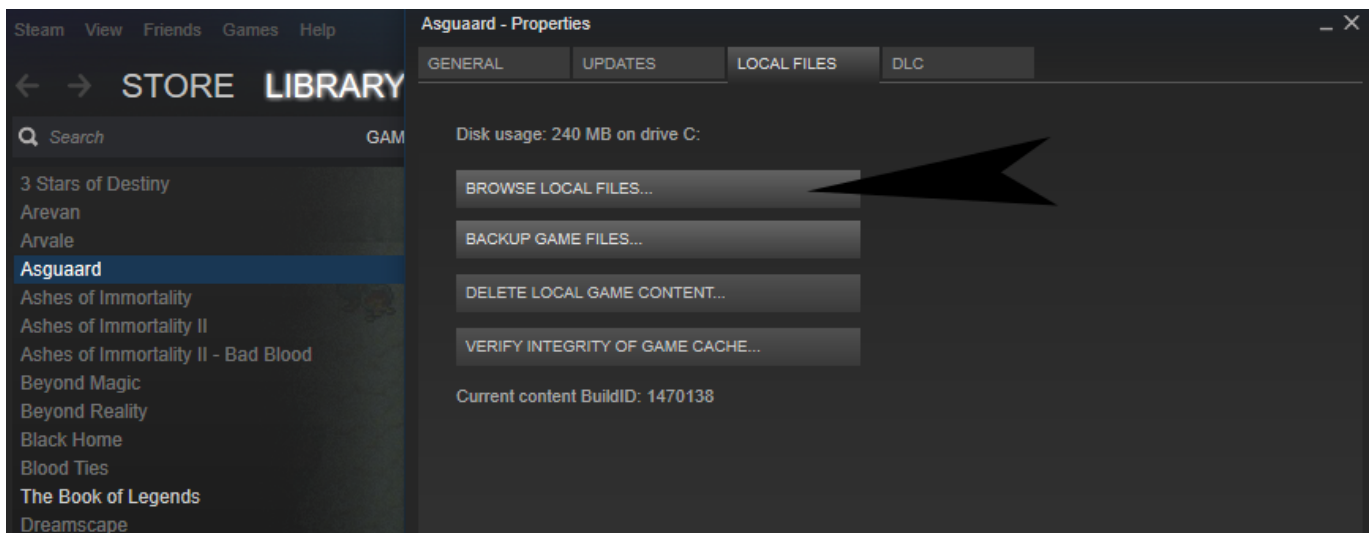 Steam View Friends Games Help
STORE LIBRARY
Search GAM
3 Stars of Destiny
Arevan
Arvale
Asguaard
Ashes of Immortality
Ashes of Immortality II
Ashes of Immortality II - Bad Blood
Beyond Magic
Beyond Reality
Black Home
Blood Ties
The Book of Legends
Dreamscape
Asguaard - Properties
GENERAL UPDATES LOCAL FILES DLC
Disk usage: 240 MB on drive C:
BROWSE LOCAL FILES...
BACKUP GAME FILES...
DELETE LOCAL GAME CONTENT...
VERIFY INTEGRITY OF GAME CACHE...
Current content BuildID: 1470138